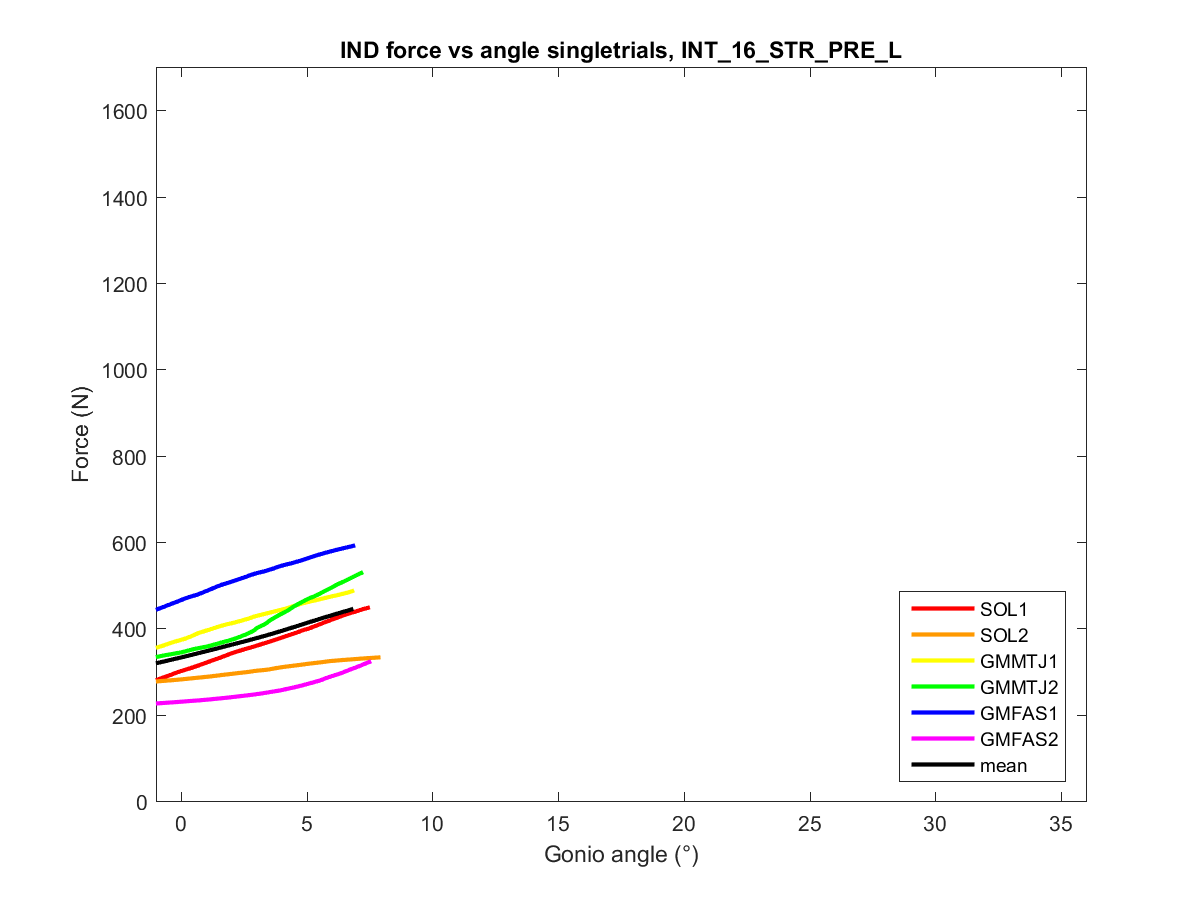 IND force vs angle singletrials, INT_16_STR_PRE_L
1600
1400
1200
1000
800
600
400
200
0
Force (N)
0 5 10 15 20 25 30 35
Gonio angle (°)
SOL1
SOL2
GMMTJ1
GMMTJ2
GMFAS1
GMFAS2
mean